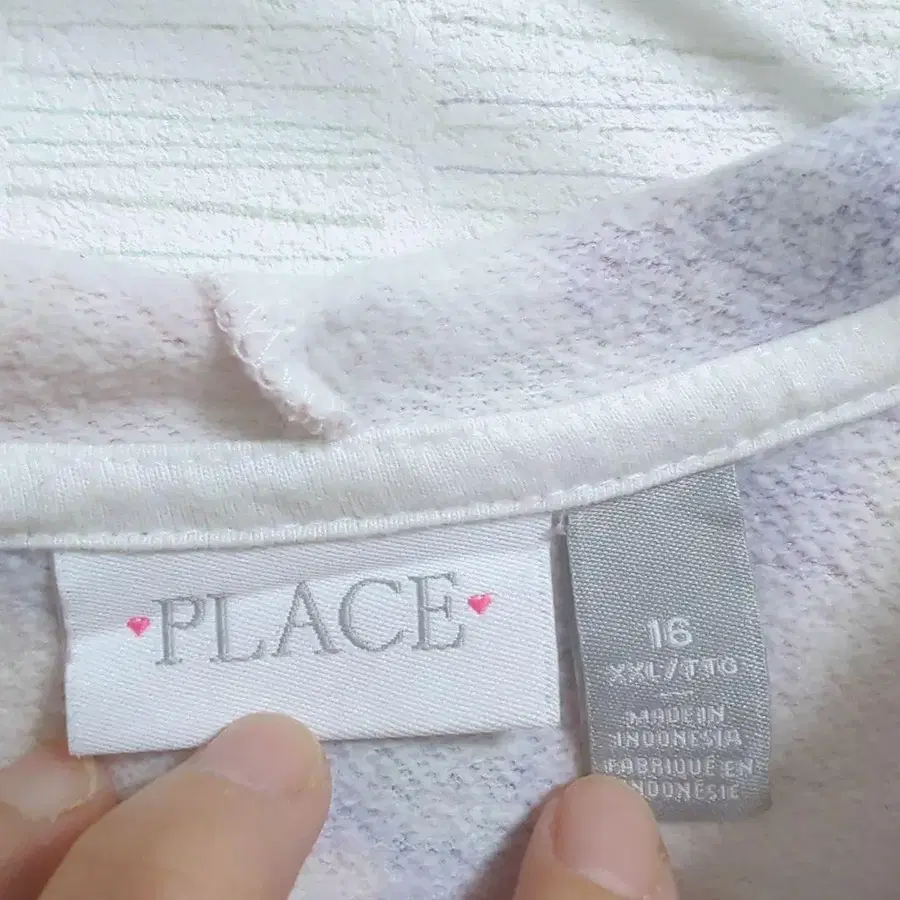 PLACE
16
XXL/TTG
MADE IN
INDONESIA
FABRIQUÉ EN
INDONÉSIE